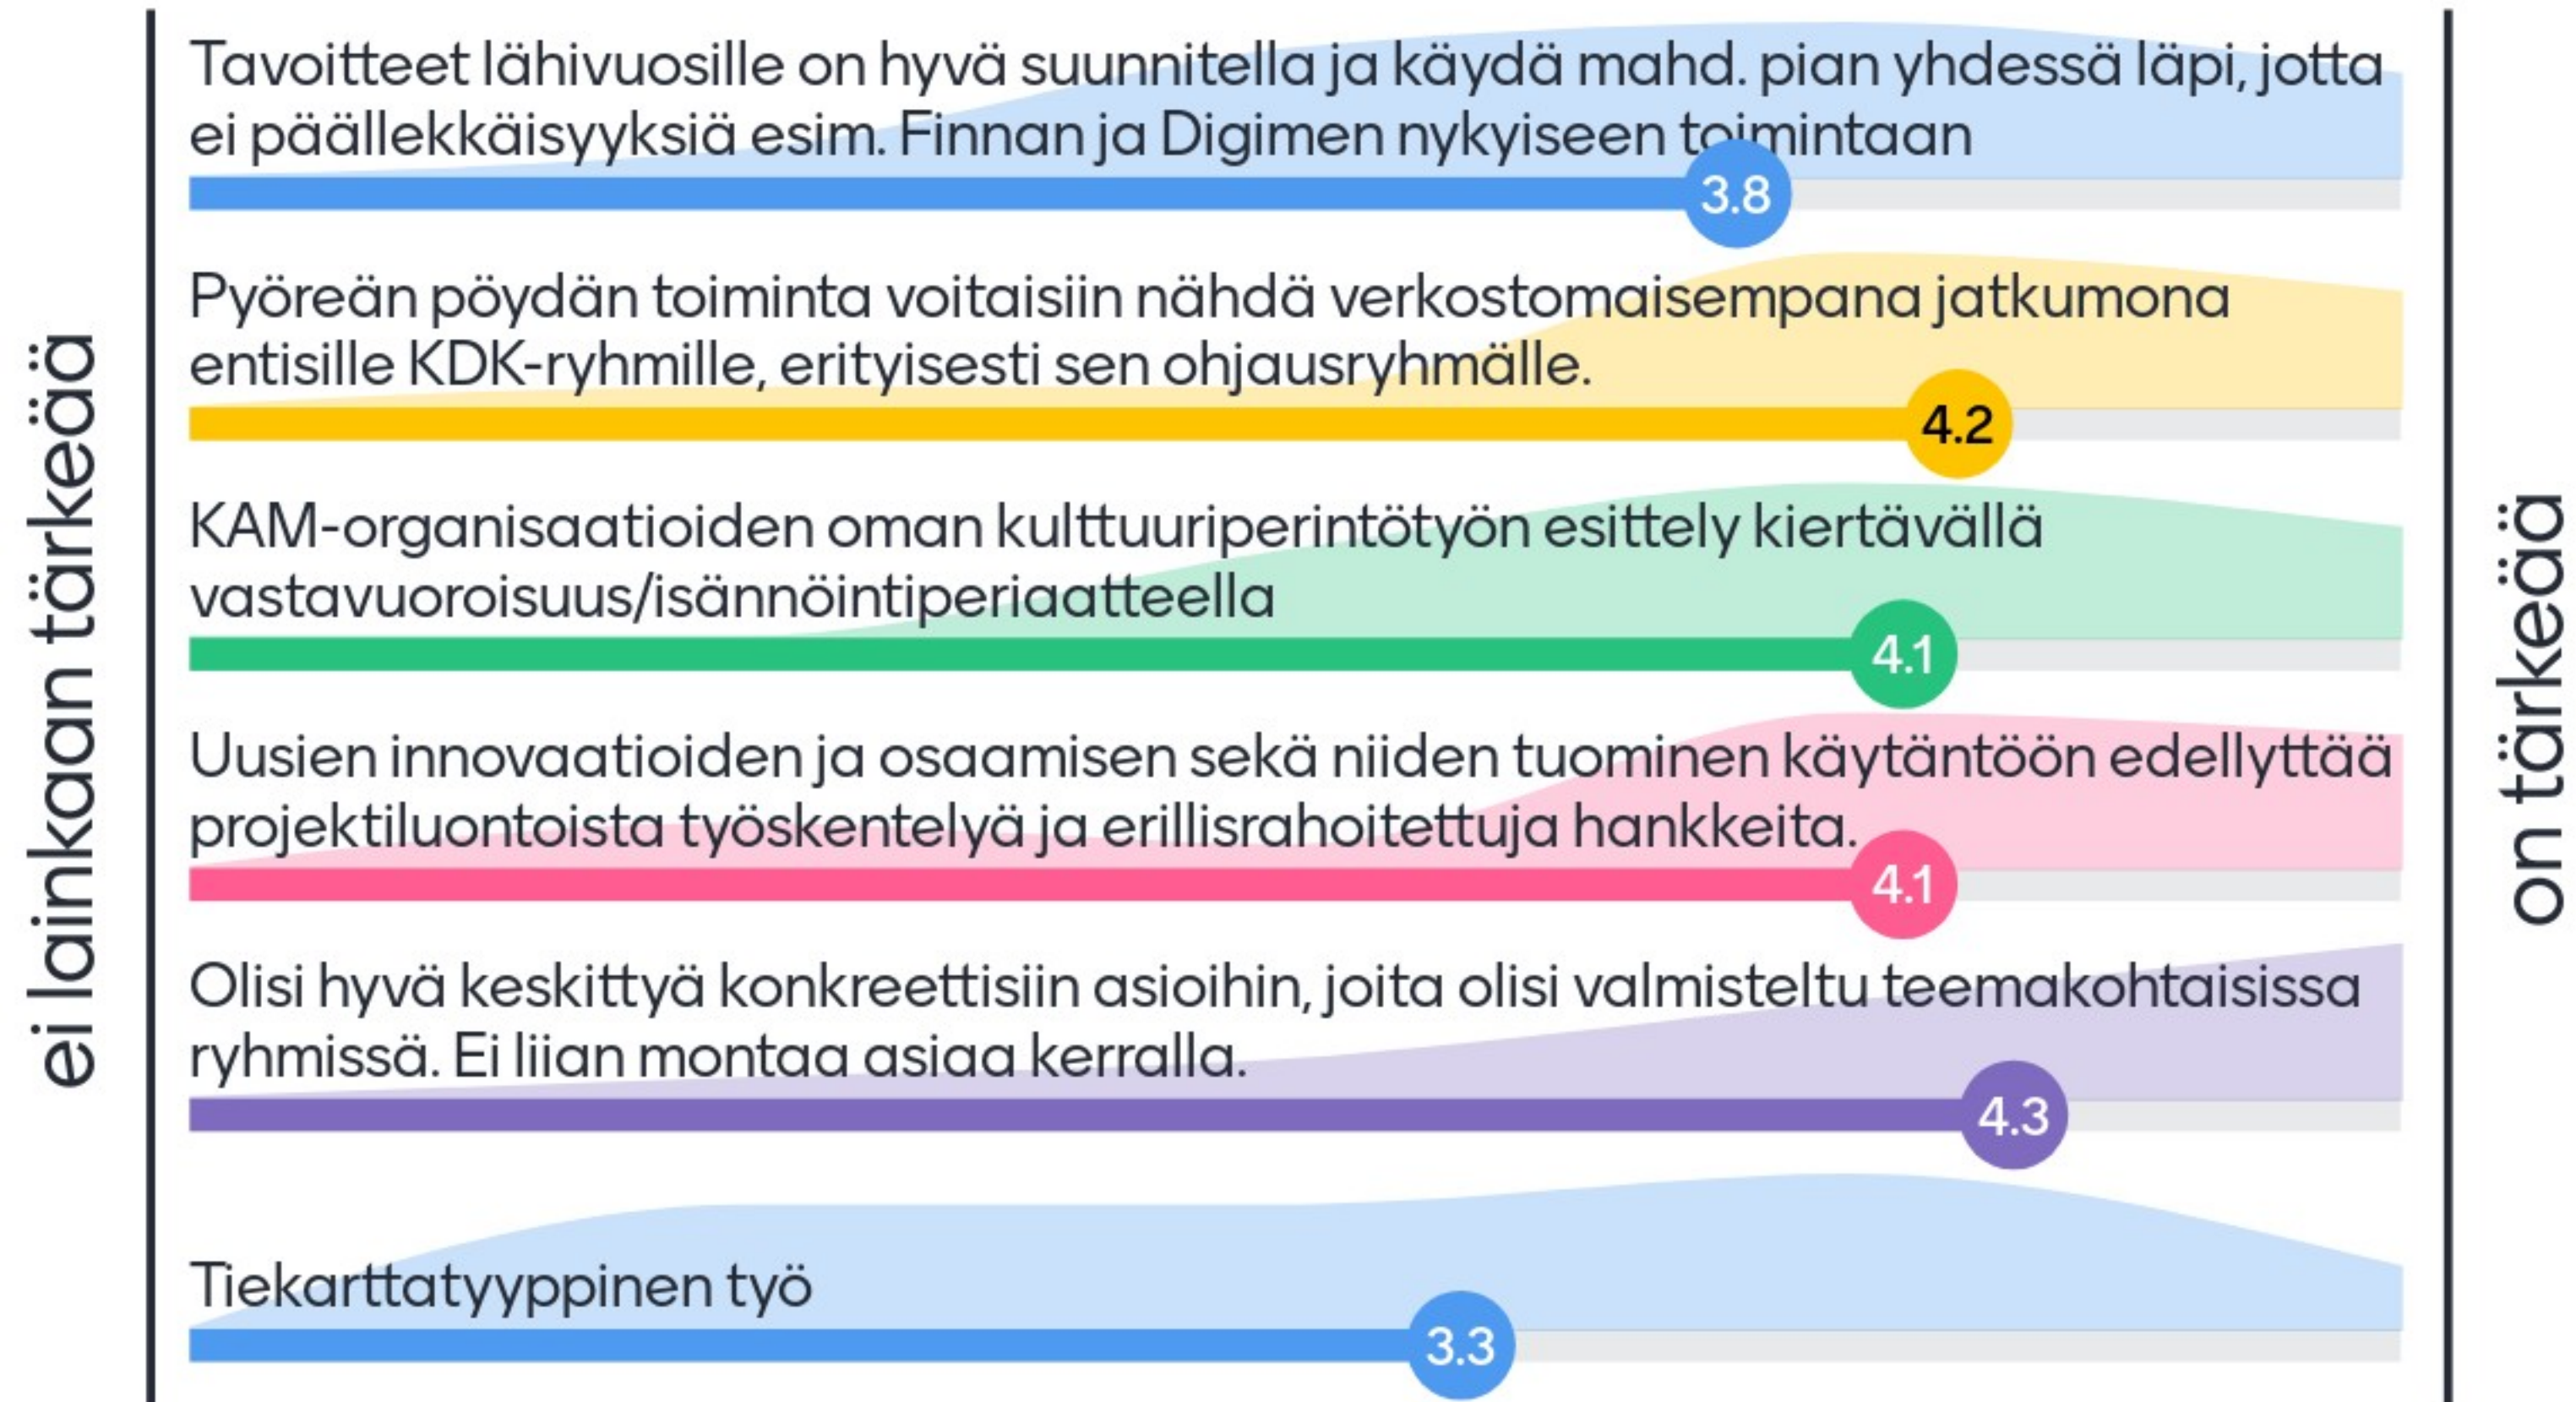 ei lainkaan tärkeää
Tavoitteet lähivuosille on hyvä suunnitella ja käydä mahd. pian yhdessä läpi, jotta
ei päällekkäisyyksiä esim. Finnan ja Digimen nykyiseen toimintaan
3.8
Pyöreän pöydän toiminta voitaisiin nähdä verkostomaisempana jatkumona
entisille KDK-ryhmille, erityisesti sen ohjausryhmälle.
4.2
KAM-organisaatioiden oman kulttuuriperintötyön esittely kiertävällä
vastavuoroisuus/isännöintiperiaatteella
4.1
Uusien innovaatioiden ja osaamisen sekä niiden tuominen käytäntöön edellyttää
projektiluontoista työskentelyä ja erillisrahoitettuja hankkeita.
4.1
Olisi hyvä keskittyä konkreettisiin asioihin, joita olisi valmisteltu teemakohtaisissa
ryhmissä. Ei liian montaa asiaa kerralla.
4.3
Tiekarttatyyppinen työ
3.3
on tärkeää